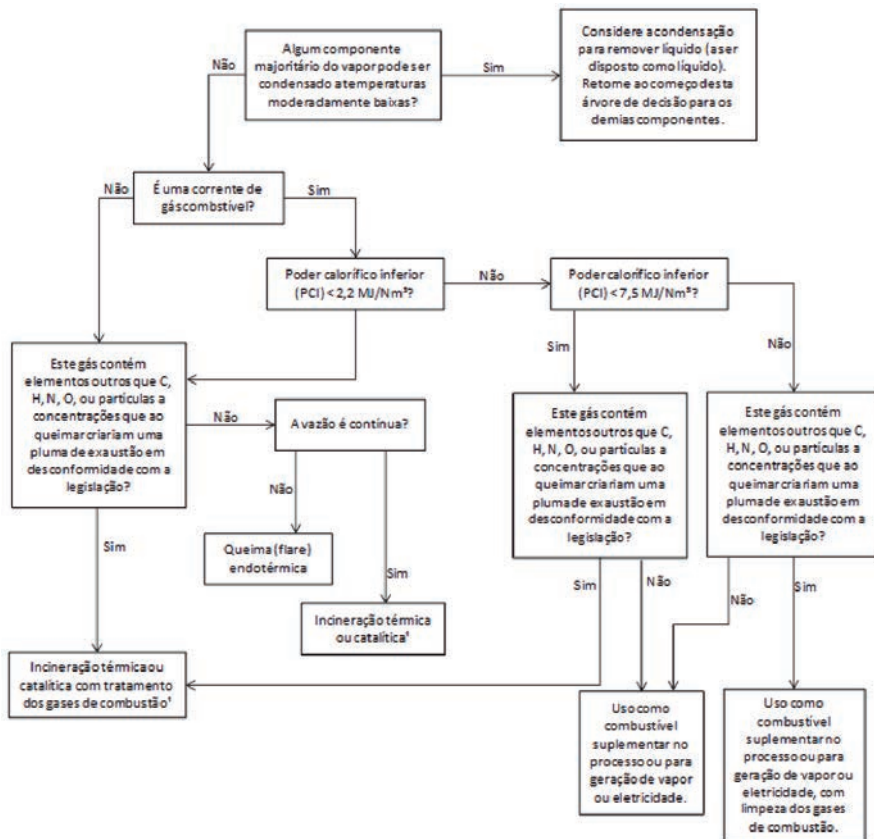 Algum componente
majoritário do vapor pode ser
condensado a temperaturas
moderadamente baixas?
Não
Sim
Considere a condensação
para remover líquido (a ser
disposto como líquido).
Retorne ao começo desta
árvore de decisão para os
demias componentes.
Não
É uma corrente de
gás combstível?
Sim
Poder calorífico inferior
(PCI) < 2,2 MJ/Nm³?
Não
Poder calorífico inferior
(PCI) < 7,5 MJ/Nm³?
Sim
Não
Este gás contém
elementos outros que C,
H, N, O, ou partículas a
concentrações que ao
queimar criariam uma
pluma de exaustão em
desconformidade com a
legislação?
Não
A vazão é contínua?
Este gás contém
elementos outros que C,
H, N, O, ou partículas a
concentrações que ao
queimar criariam uma
pluma de exaustão em
desconformidade com a
legislação?
Este gás contém
elementos outros que C,
H, N, O, ou partículas a
concentrações que ao
queimar criariam uma
pluma de exaustão em
desconformidade com a
legislação?
Não
Queima (flare)
endotérmica
Sim
Sim
Incineração térmica
ou catalítica¹
Sim
Não
Não
Sim
Incineração térmica ou
catalítica com tratamento
dos gases de combustão¹
Uso como
combustível
suplementar no
processo ou para
geração de vapor
ou eletricidade.
Uso como
combustível
suplementar no
processo ou para
geração de vapor ou
eletricidade, com
limpeza dos gases
de combustão.